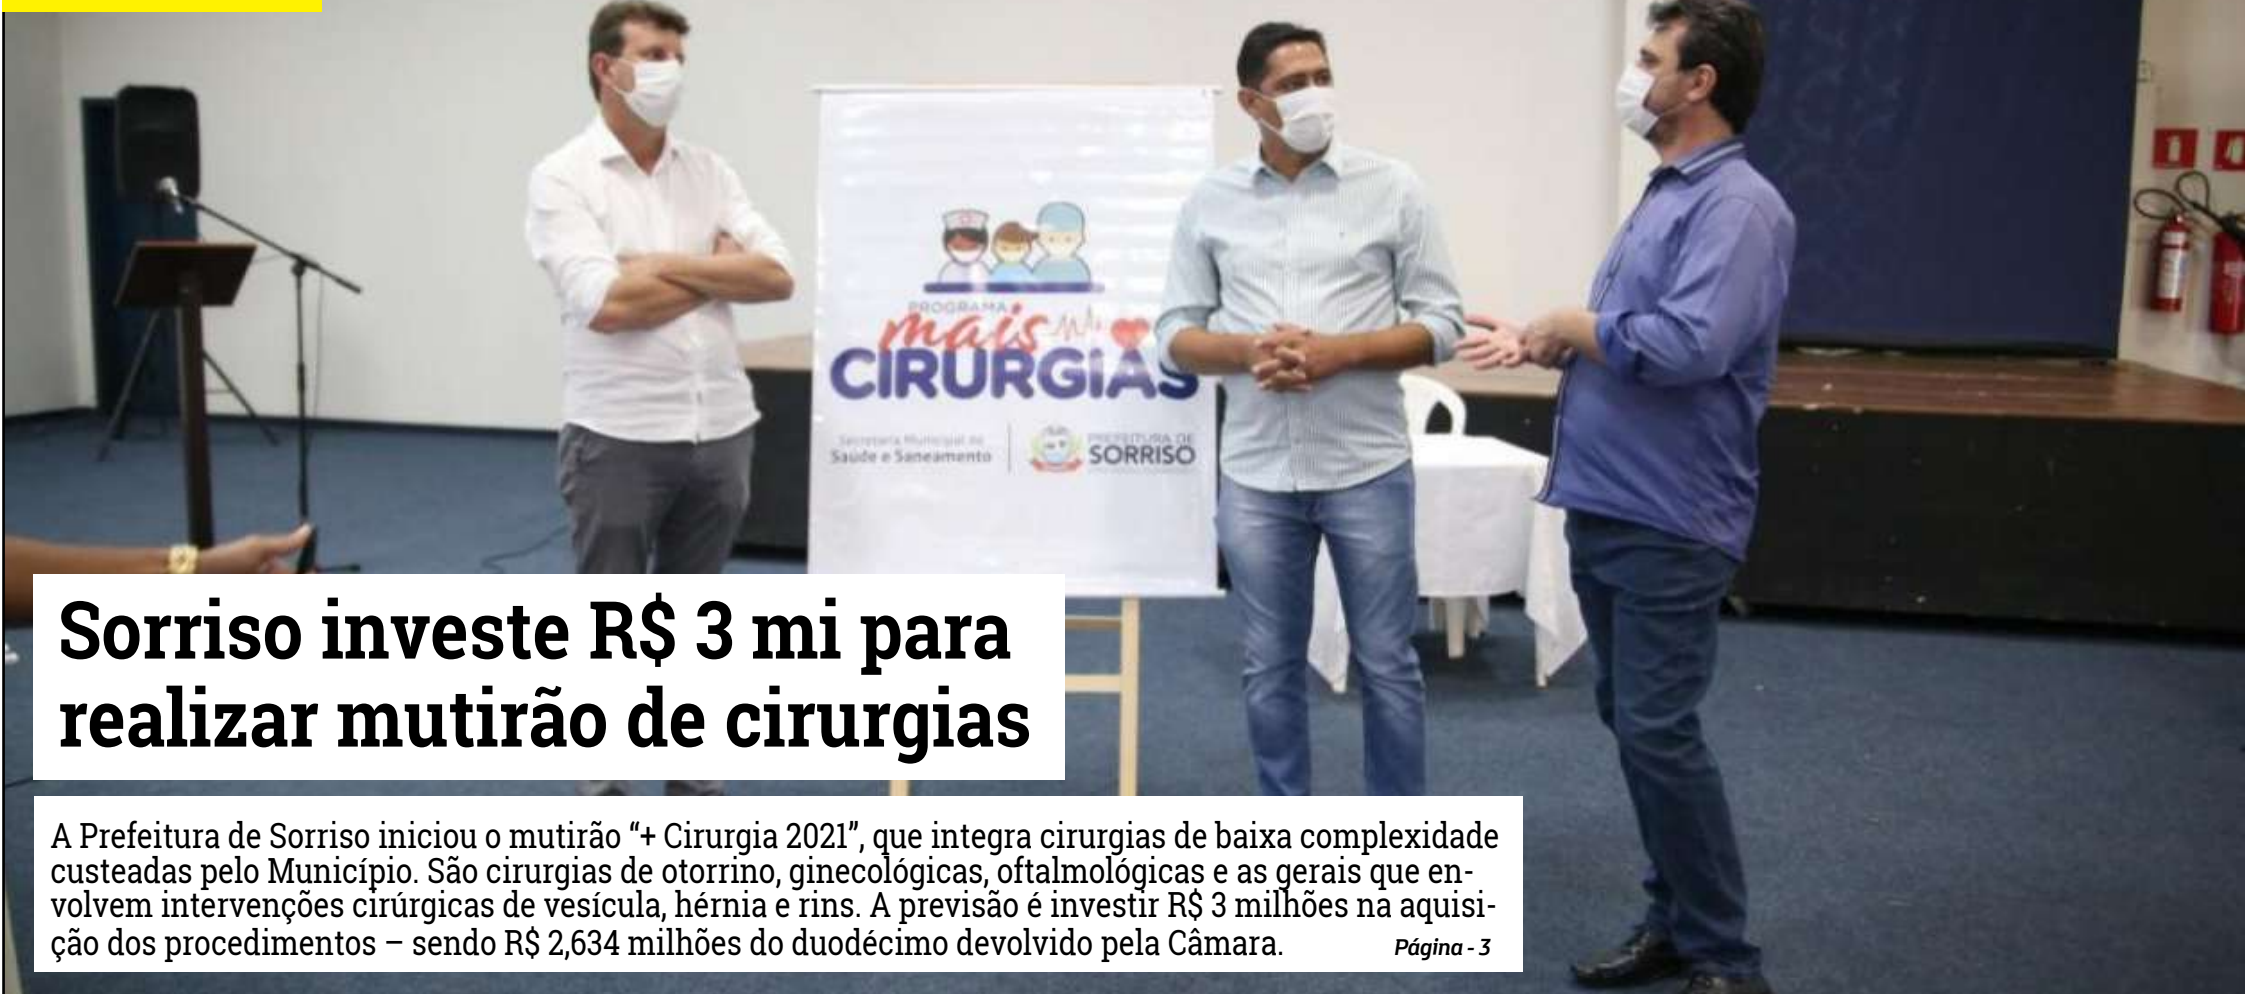 PROGRAMA
mais
CIRURGIAS
Secretaria Municipal de
Saúde e Saneamento
PREFEITURA DE
SORRISO
Sorriso investe R$ 3 mi para
realizar mutirão de cirurgias
A Prefeitura de Sorriso iniciou o mutirão “+ Cirurgia 2021”, que integra cirurgias de baixa complexidade
custeadas pelo Município. São cirurgias de otorrino, ginecológicas, oftalmológicas e as gerais que en-
volvem intervenções cirúrgicas de vesícula, hérnia e rins. A previsão é investir R$ 3 milhões na aquisi-
ção dos procedimentos – sendo R$ 2,634 milhões do duodécimo devolvido pela Câmara.
Página - 3